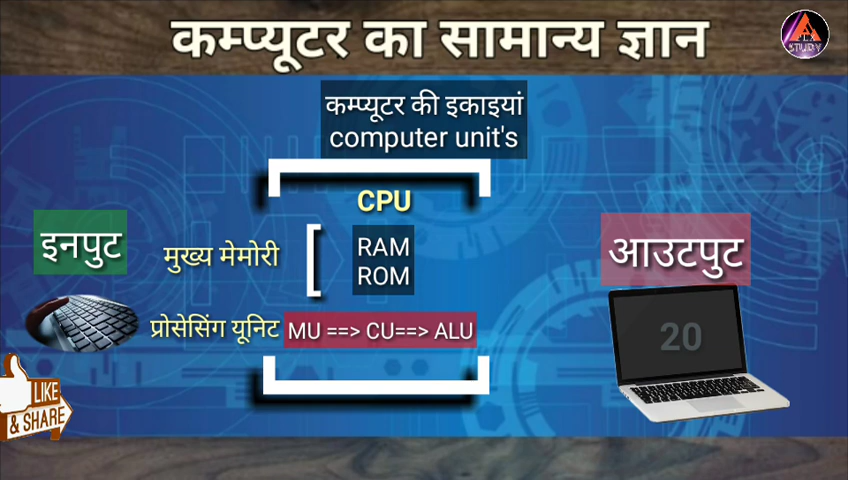 कम्प्यूटर का सामान्य ज्ञान
STUDY
कम्प्यूटर की इकाइयां
computer unit's
CPU
इनपुट
मुख्य मेमोरी
RAM
ROM
आउटपुट
प्रोसेसिंग यूनिट
MU ==> CU==> ALU
20
LIKE
& SHARE